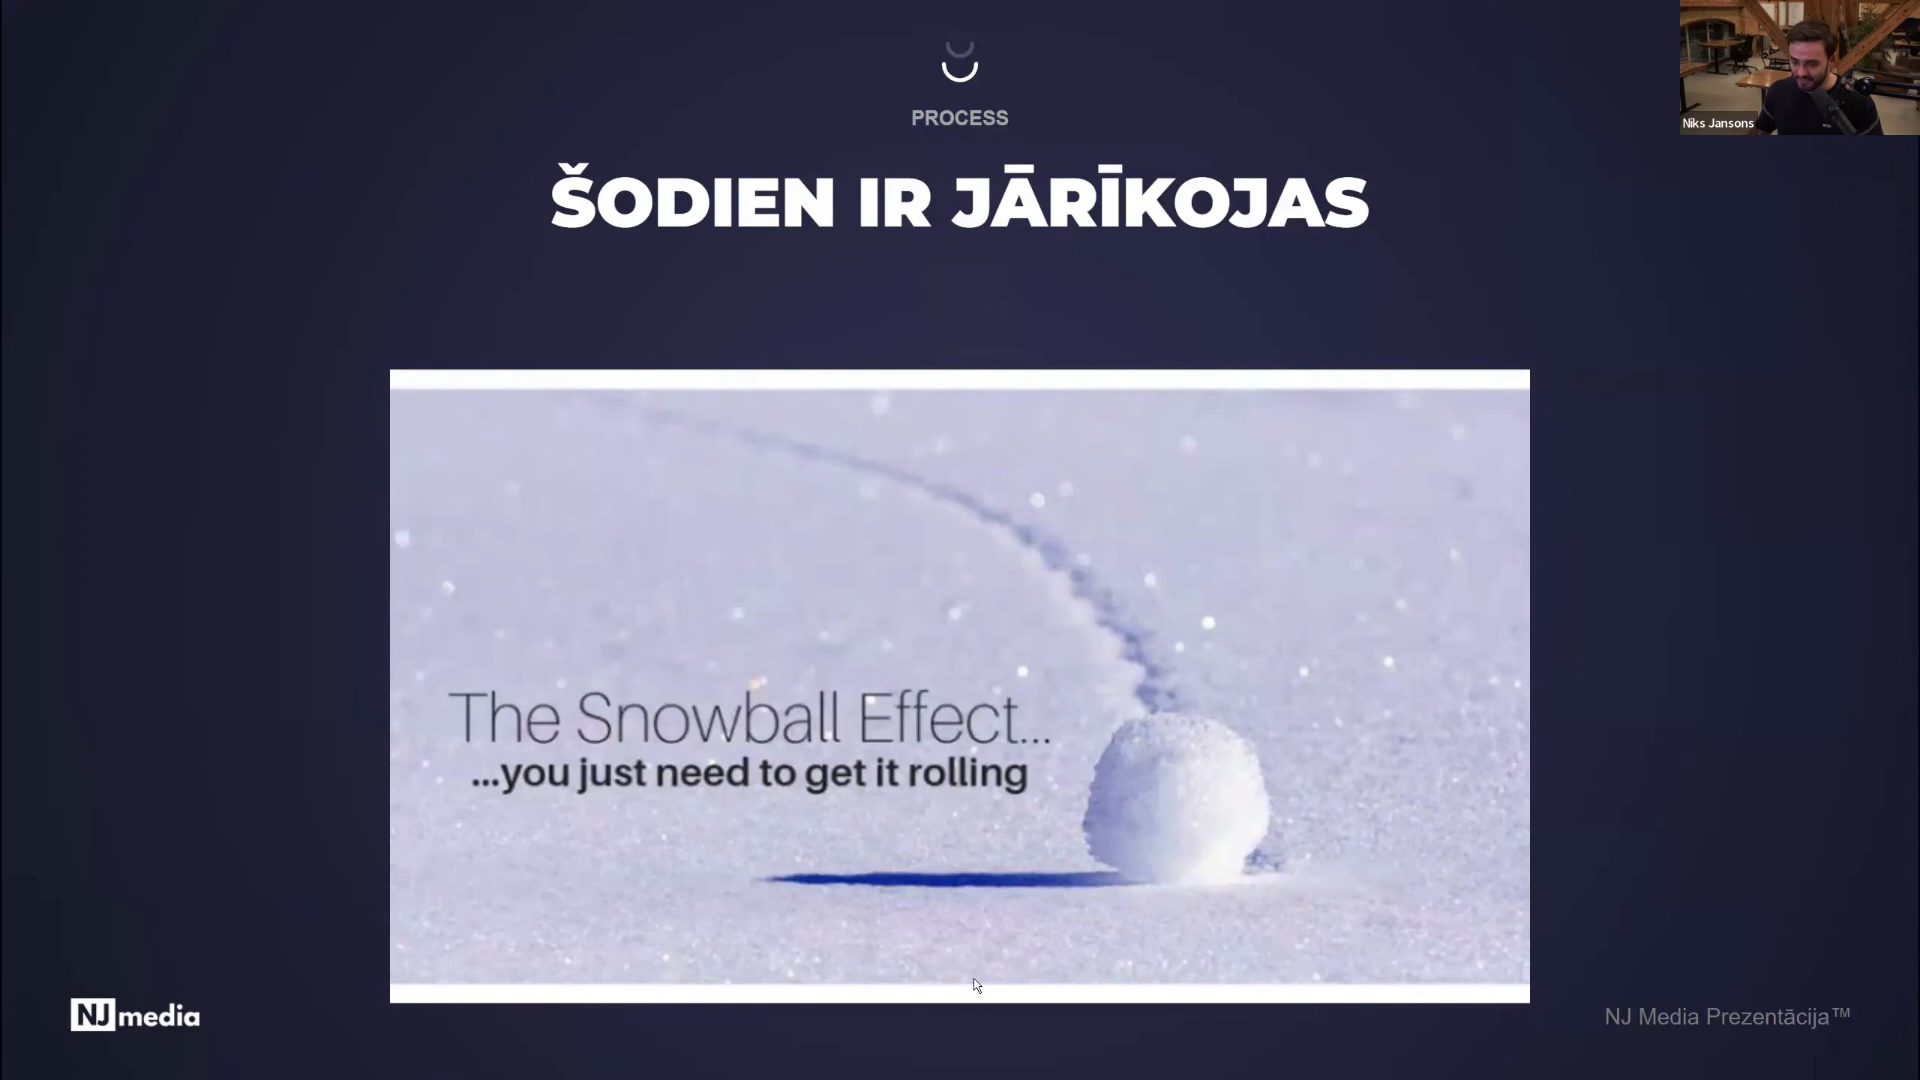 PROCESS
Niks Jansons
ŠODIEN IR JĀRĪKOJAS
The Snowball Effect...
...you just need to get it rolling
NJ media
NJ Media Prezentācija™